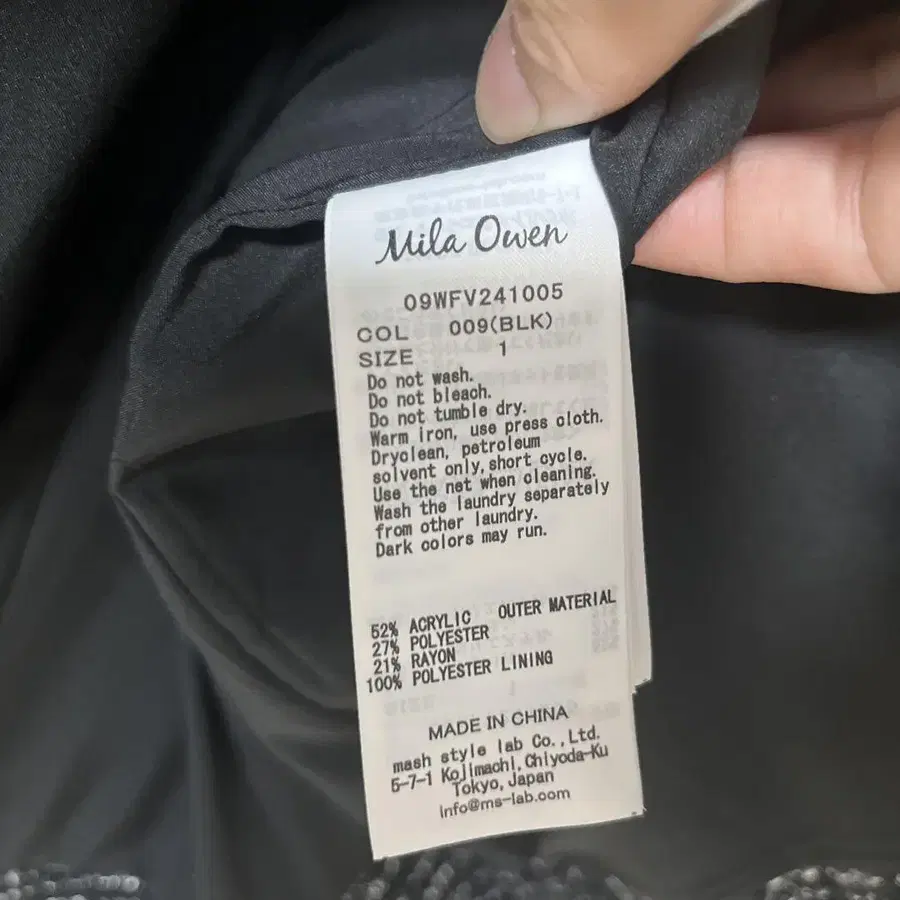 Mila Owen
09WFV241005
COL 009(BLK)
SIZE 1
Do not wash.
Do not bleach.
Do not tumble dry.
Warm iron, use press cloth.
Dryclean, petroleum
solvent only, short cycle.
Use the net when cleaning.
Wash the laundry separately
from other laundry.
Dark colors may run.
52% ACRYLIC OUTER MATERIAL
27% POLYESTER
21% RAYON
100% POLYESTER LINING
MADE IN CHINA
mash style lab Co., Ltd.
5-7-1 Kojimachi, Chiyoda-Ku
Tokyo, Japan
info@ms-lab.com